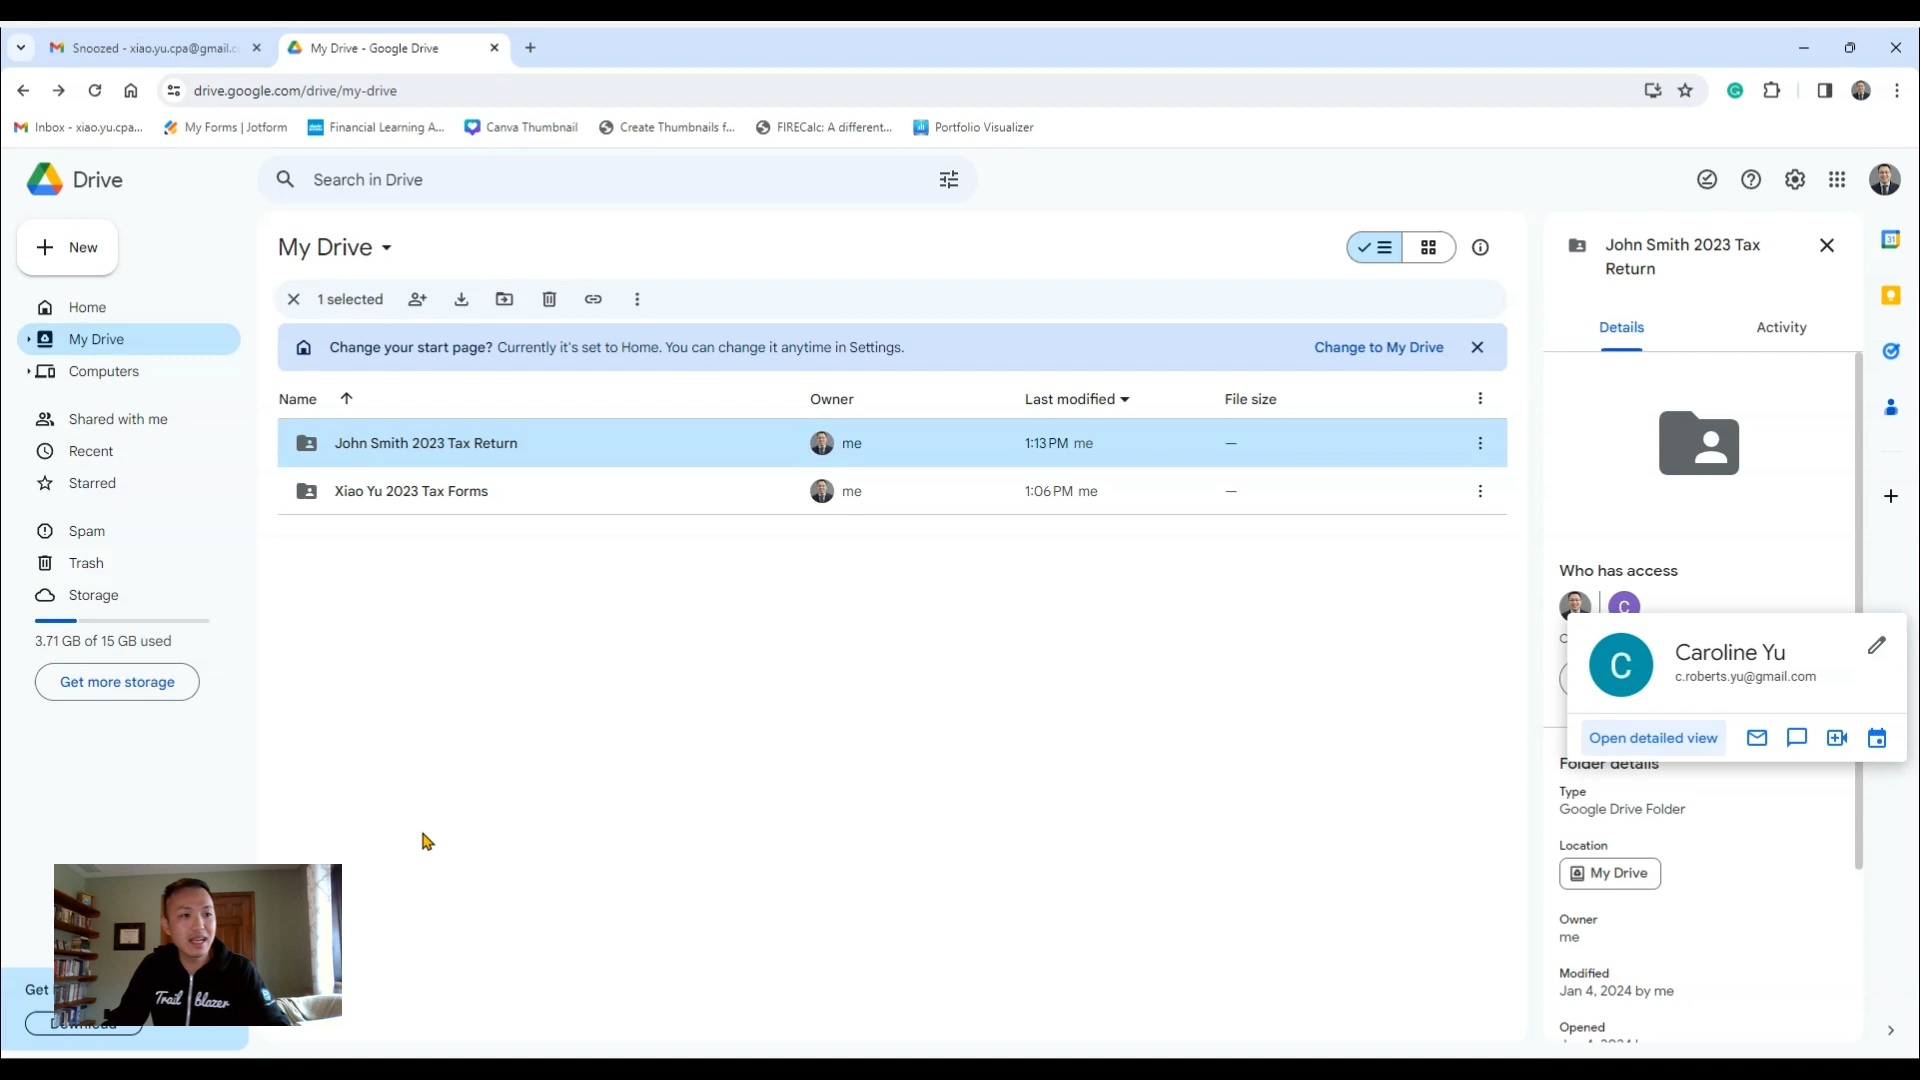 Snoozed - xiao.yu.cpa@gmail.c
My Drive - Google Drive
drive.google.com/drive/my-drive
Inbox - xiao.yu.cpa...
My Forms | Jotform
Financial Learning A...
Canva Thumbnail
Create Thumbnails f...
FIRECalc: A different...
Portfolio Visualizer
Drive
Search in Drive
New
Home
My Drive
Computers
Shared with me
Recent
Starred
Spam
Trash
Storage
3.71 GB of 15 GB used
Get more storage
Get
Download
My Drive
1 selected
Change your start page? Currently it's set to Home. You can change it anytime in Settings.
Change to My Drive
Name
Owner
Last modified
File size
John Smith 2023 Tax Return
me
1:13 PM me
—
Xiao Yu 2023 Tax Forms
me
1:06 PM me
—
John Smith 2023 Tax
Return
Details
Activity
Who has access
C
C
Caroline Yu
c.roberts.yu@gmail.com
Open detailed view
Folder details
Type
Google Drive Folder
Location
My Drive
Owner
me
Modified
Jan 4, 2024 by me
Opened
31
Trail blazer